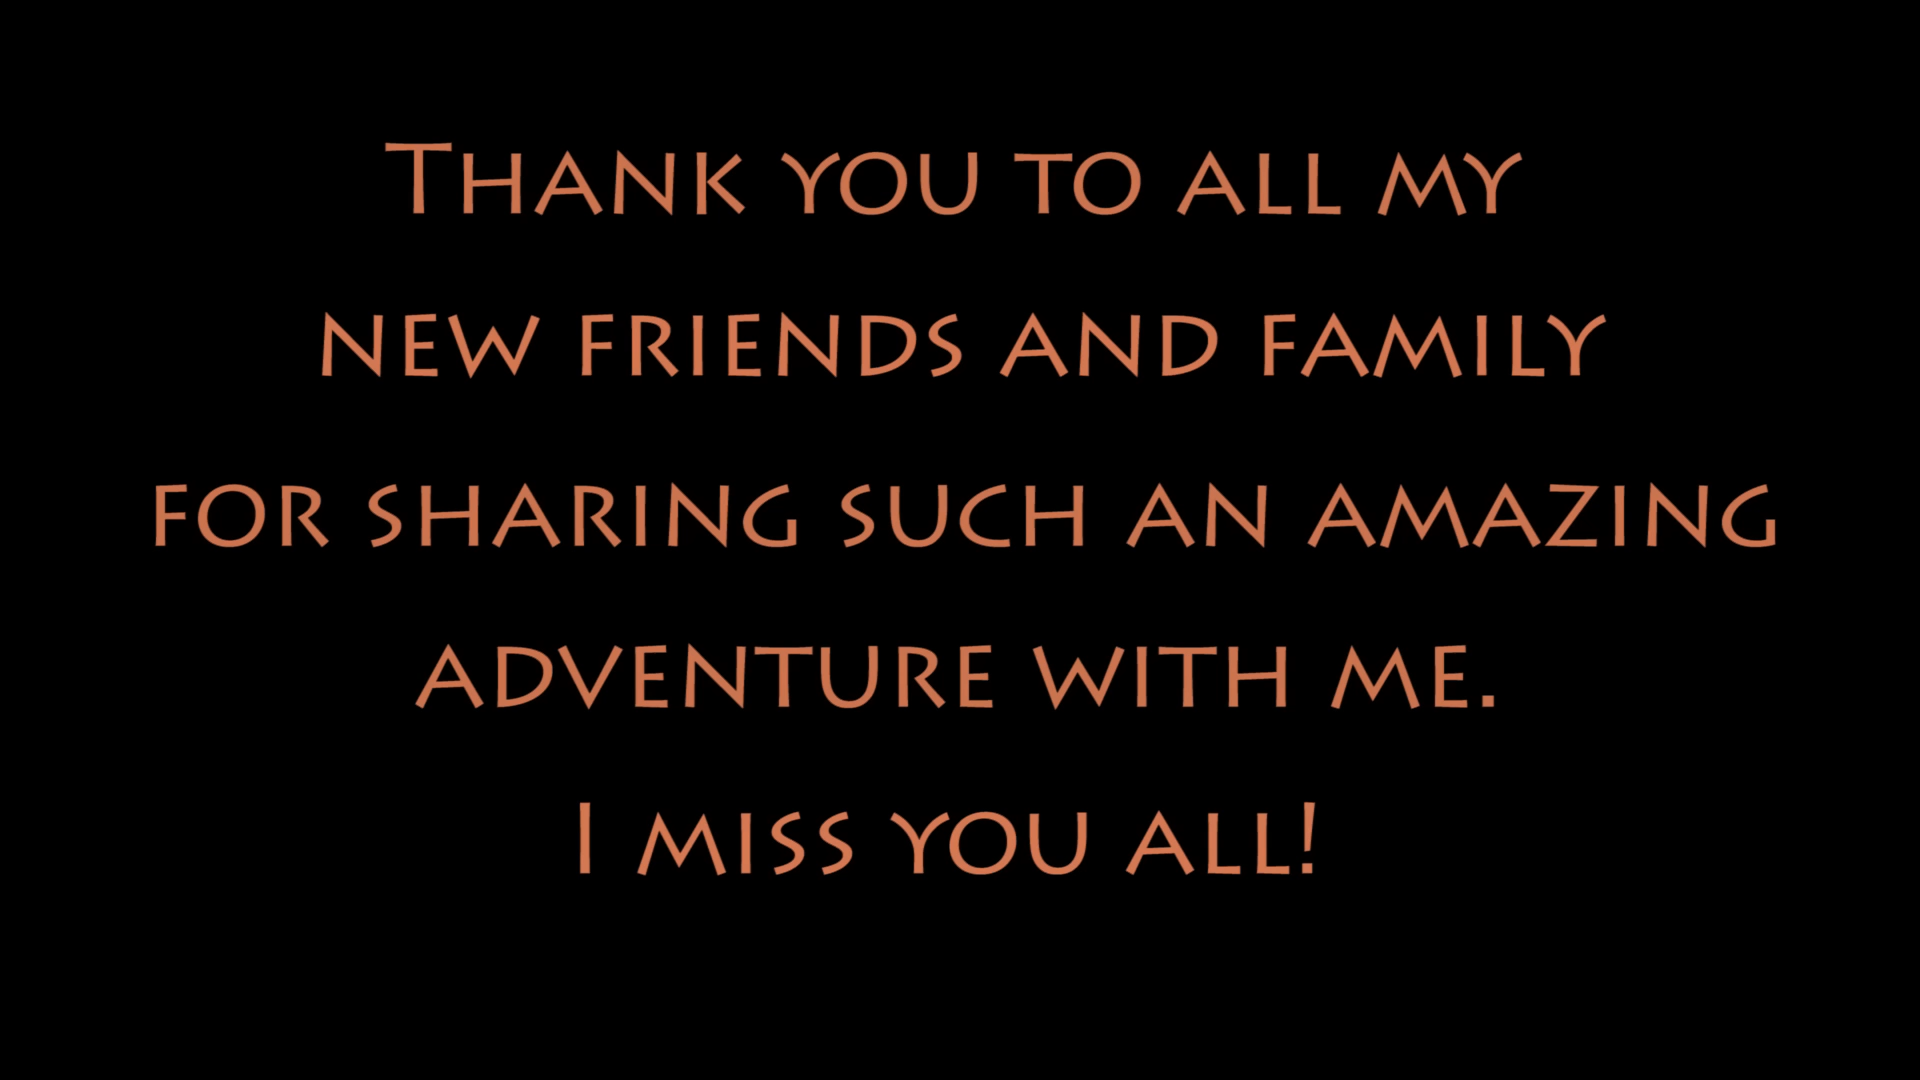 Thank you to all my
new friends and family
for sharing such an amazing
adventure with me.
I miss you all!